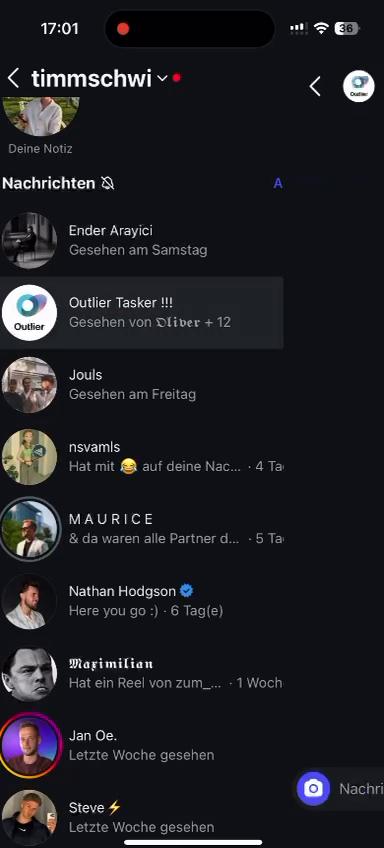 17:01
36
timmschwi
Outlier
Deine Notiz
Nachrichten
A
Ender Arayici
Gesehen am Samstag
Outlier
Outlier Tasker !!!
Gesehen von 𝔒𝔩𝔦𝔳𝔢𝔯 + 12
Jouls
Gesehen am Freitag
nsvamls
Hat mit 😂 auf deine Nac... · 4 Ta
M A U R I C E
& da waren alle Partner d... · 5 Ta
Nathan Hodgson
Here you go :) · 6 Tag(e)
𝕸𝖆𝖝𝖎𝖒𝖎𝖑𝖎𝖆𝖓
Hat ein Reel von zum_... · 1 Woch
Jan Oe.
Letzte Woche gesehen
Steve⚡
Letzte Woche gesehen
Nachri